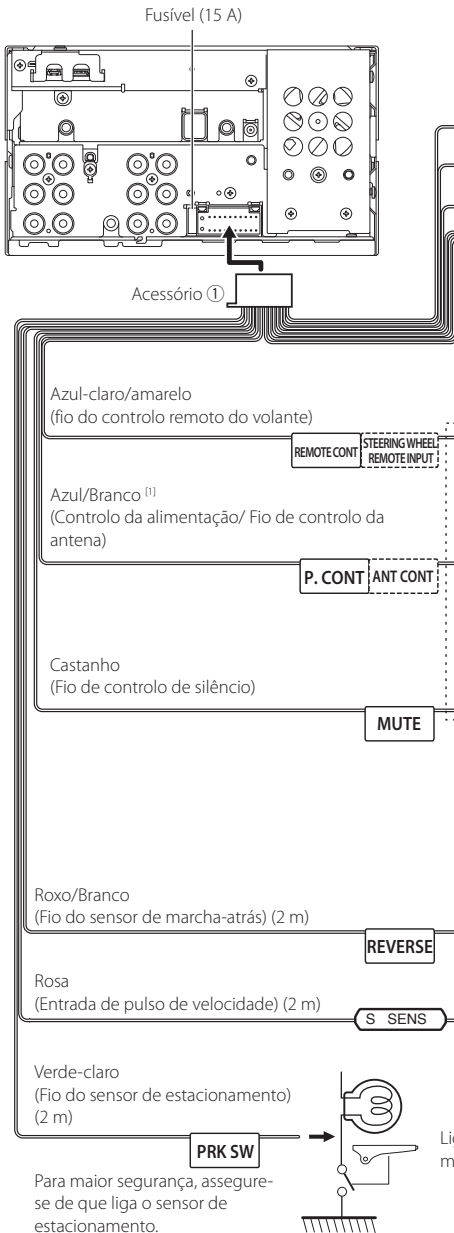 Fusível (15 A)
Acessório ①
Azul-claro/amarelo
(fio do controlo remoto do volante)
REMOTE CONT
STEERING WHEEL
REMOTE INPUT
Azul/Branco [1]
(Controlo da alimentação/ Fio de controlo da
antena)
P. CONT
ANT CONT
Castanho
(Fio de controlo de silêncio)
MUTE
Roxo/Branco
(Fio do sensor de marcha-atrás) (2 m)
REVERSE
Rosa
(Entrada de pulso de velocidade) (2 m)
S SENS
Verde-claro
(Fio do sensor de estacionamento)
(2 m)
PRK SW
Para maior segurança, assegure-
se de que liga o sensor de
estacionamento.